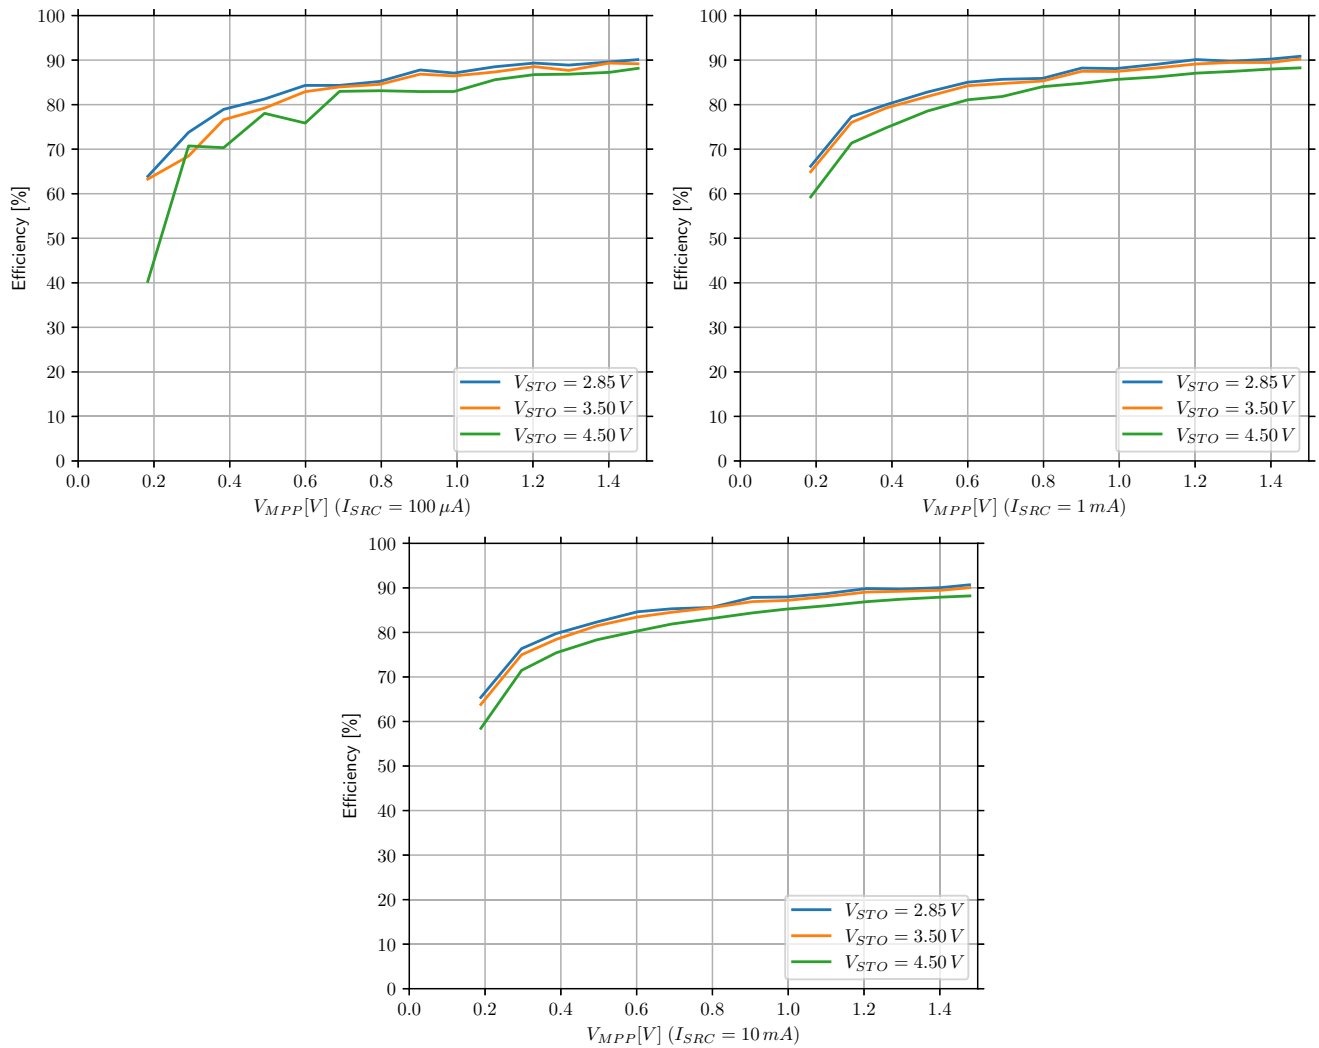 100
90
80
70
60
50
40
30
20
10
0
Efficiency [%]
0.0 0.2 0.4 0.6 0.8 1.0 1.2 1.4
V_MPP[V] (I_SRC = 100 μA)
V_STO = 2.85 V
V_STO = 3.50 V
V_STO = 4.50 V
100
90
80
70
60
50
40
30
20
10
0
Efficiency [%]
0.0 0.2 0.4 0.6 0.8 1.0 1.2 1.4
V_MPP[V] (I_SRC = 1 mA)
V_STO = 2.85 V
V_STO = 3.50 V
V_STO = 4.50 V
100
90
80
70
60
50
40
30
20
10
0
Efficiency [%]
0.0 0.2 0.4 0.6 0.8 1.0 1.2 1.4
V_MPP[V] (I_SRC = 10 mA)
V_STO = 2.85 V
V_STO = 3.50 V
V_STO = 4.50 V